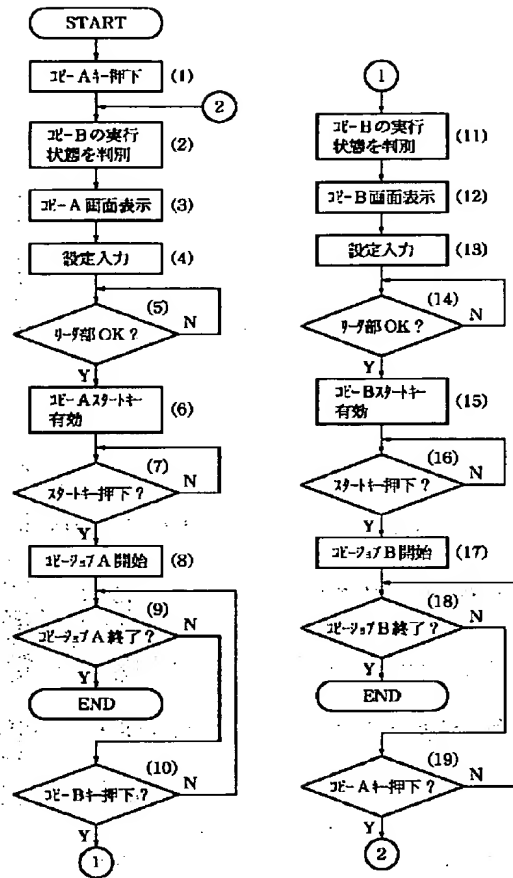 START
コピーAキー押下 (1)
2
コピーBの実行
状態を判別 (2)
コピーA画面表示 (3)
設定入力 (4)
(5)
リーダ部OK?
N
Y
コピーAスタートキー
有効 (6)
(7)
スタートキー押下?
N
Y
コピージョブA開始 (8)
(9)
コピージョブA終了?
N
Y
END
(10)
コピーBキー押下?
N
Y
1
1
コピーBの実行
状態を判別 (11)
コピーB画面表示 (12)
設定入力 (13)
(14)
リーダ部OK?
N
Y
コピーBスタートキー
有効 (15)
(16)
スタートキー押下?
N
Y
コピージョブB開始 (17)
(18)
コピージョブB終了?
N
Y
END
(19)
コピーAキー押下?
N
Y
2